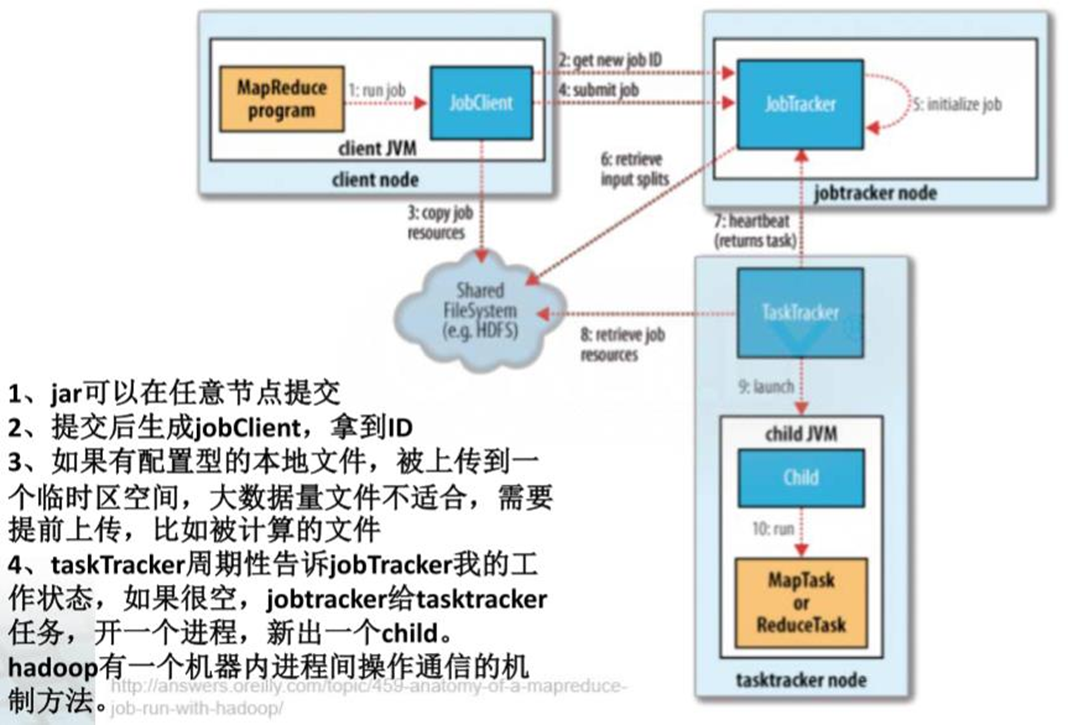 MapReduce
program
1: run job
JobClient
client JVM
client node
2: get new job ID
4: submit job
JobTracker
5: initialize job
jobtracker node
3: copy job
resources
6: retrieve
input splits
7: heartbeat
(returns task)
Shared
FileSystem
(e.g. HDFS)
8: retrieve job
resources
TaskTracker
9: launch
child JVM
Child
10: run
MapTask
or
ReduceTask
tasktracker node
1、jar可以在任意节点提交
2、提交后生成jobClient，拿到ID
3、如果有配置型的本地文件，被上传到一
个临时区空间，大数据量文件不适合，需要
提前上传，比如被计算的文件
4、taskTracker周期性告诉jobTracker我的工
作状态，如果很空，jobtracker给tasktracker
任务，开一个进程，新出一个child。
hadoop有一个机器内进程间操作通信的机
制方法。
http://answers.oreilly.com/topic/459-anatomy-of-a-mapreduce-
job-run-with-hadoop/